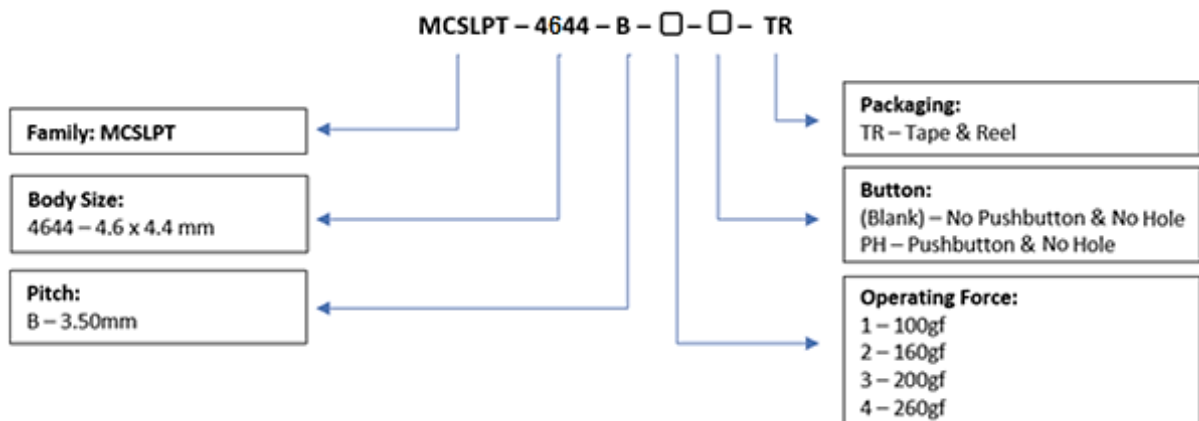 MCSLPT – 4644 – B – ☐ – ☐ – TR
Family: MCSLPT
Body Size:
4644 – 4.6 x 4.4 mm
Pitch:
B – 3.50mm
Packaging:
TR – Tape & Reel
Button:
(Blank) – No Pushbutton & No Hole
PH – Pushbutton & No Hole
Operating Force:
1 – 100gf
2 – 160gf
3 – 200gf
4 – 260gf